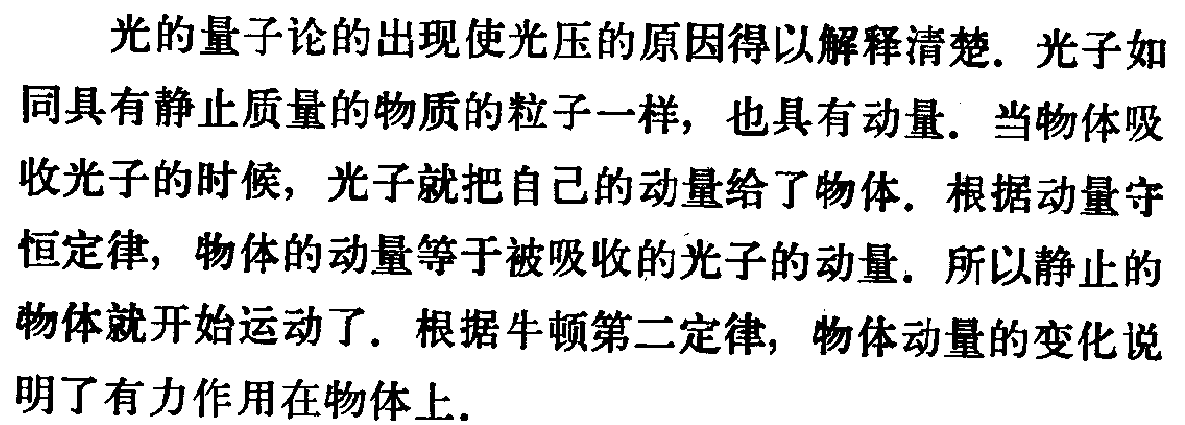 光的量子论的出现使光压的原因得以解释清楚．光子如
同具有静止质量的物质的粒子一样，也具有动量．当物体吸
收光子的时候，光子就把自己的动量给了物体．根据动量守
恒定律，物体的动量等于被吸收的光子的动量．所以静止的
物体就开始运动了．根据牛顿第二定律，物体动量的变化说
明了有力作用在物体上．